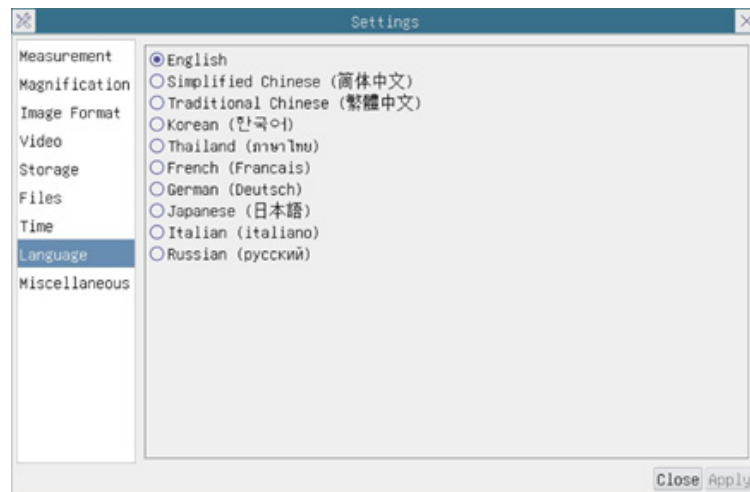 Settings
Measurement
Magnification
Image Format
Video
Storage
Files
Time
Language
Miscellaneous
English
Simplified Chinese (简体中文)
Traditional Chinese (繁體中文)
Korean (한국어)
Thailand (ภาษาไทย)
French (Francais)
German (Deutsch)
Japanese (日本語)
Italian (italiano)
Russian (русский)
Close Apply